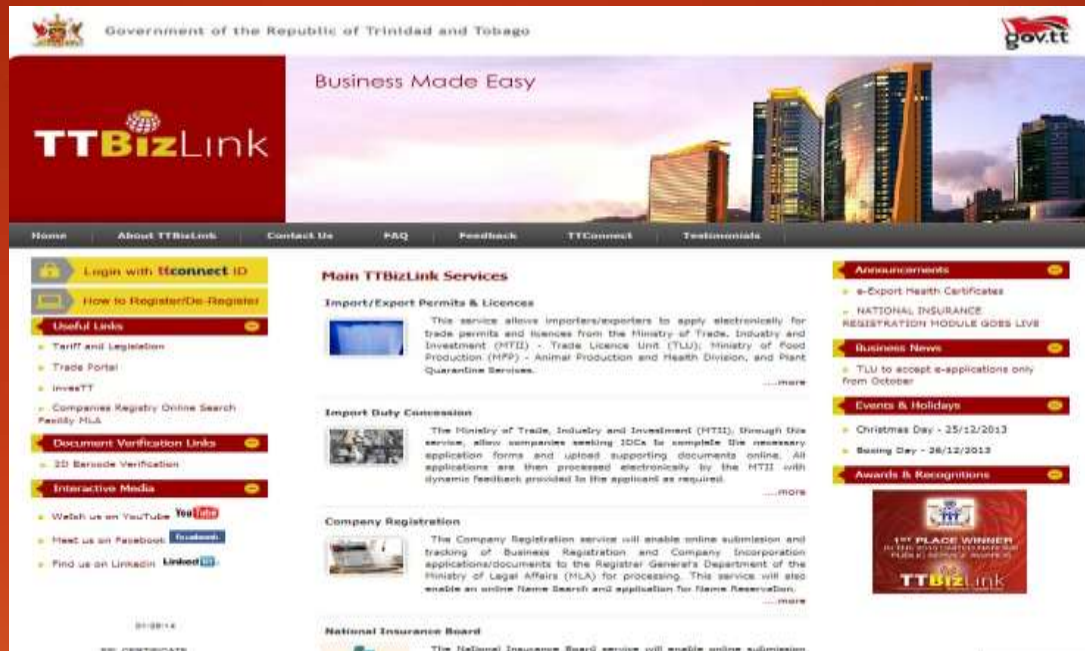 Government of the Republic of Trinidad and Tobago
gov.tt
TTBizLink
Business Made Easy
Home
About TTBizLink
Contact Us
FAQ
Feedback
TTConnect
Testimonials
Login with ttconnect ID
How to Register/De-Register
Useful Links
Tariff and Legislation
Trade Portal
InvesTT
Companies Registry Online Search
Facility MLA
Document Verification Links
2D Barcode Verification
Interactive Media
Watch us on YouTube YouTube
Meet us on Facebook facebook
Find us on Linkedin Linked in
Main TTBizLink Services
Import/Export Permits & Licences
This service allows importers/exporters to apply electronically for
trade permits and licences from the Ministry of Trade, Industry and
Investment (MTII) - Trade Licence Unit (TLU); Ministry of Food
Production (MFP) - Animal Production and Health Division, and Plant
Quarantine Services.
....more
Import Duty Concession
The Ministry of Trade, Industry and Investment (MTII), through this
service, allow companies seeking IDCs to complete the necessary
application forms and upload supporting documents online. All
applications are then processed electronically by the MTII with
dynamic feedback provided to the applicant as required.
....more
Company Registration
The Company Registration service will enable online submission and
tracking of Business Registration and Company Incorporation
applications/documents to the Registrar General's Department of the
Ministry of Legal Affairs (MLA) for processing. This service will also
enable an online Name Search and application for Name Reservation.
....more
National Insurance Board
The National Insurance Board service will enable online submission
Announcements
e-Export Health Certificates
NATIONAL INSURANCE
REGISTRATION MODULE GOES LIVE
Business News
TLU to accept e-applications only
from October
Events & Holidays
Christmas Day - 25/12/2013
Boxing Day - 26/12/2013
Awards & Recognitions
1ST PLACE WINNER
TTBizLink